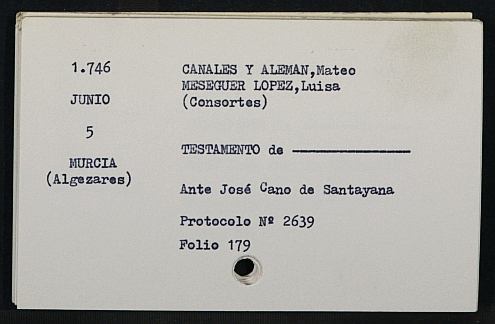 1.746
JUNIO
5
MURCIA
(Algezares)
CANALES Y ALEMAN,Mateo
MESEGUER LOPEZ,Luisa
(Consortes)
TESTAMENTO de ———————————
Ante José Cano de Santayana
Protocolo Nº 2639
Folio 179